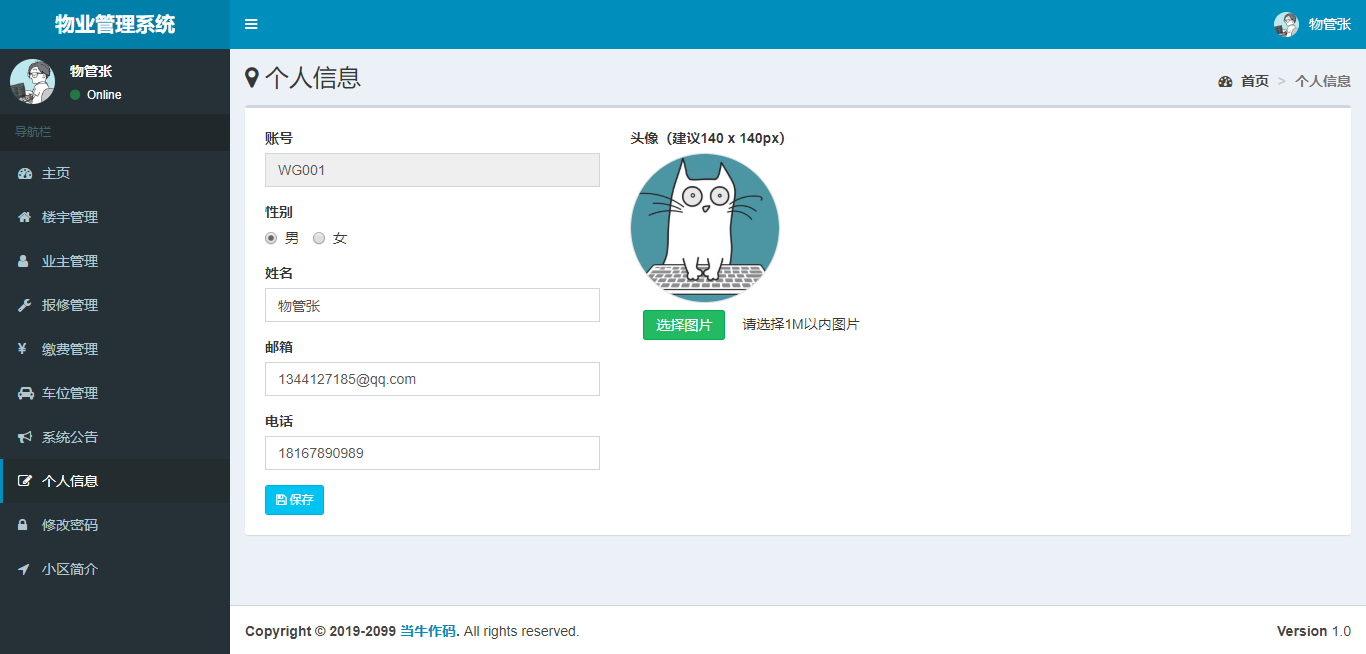 物业管理系统
物管张
物管张
Online
导航栏
主页
楼宇管理
业主管理
报修管理
¥ 缴费管理
车位管理
系统公告
个人信息
修改密码
小区简介
个人信息
首页 > 个人信息
账号
WG001
性别
男 女
姓名
物管张
邮箱
1344127185@qq.com
电话
18167890989
保存
头像（建议140 x 140px）
选择图片 请选择1M以内图片
Copyright © 2019-2099 当牛作码. All rights reserved.
Version 1.0